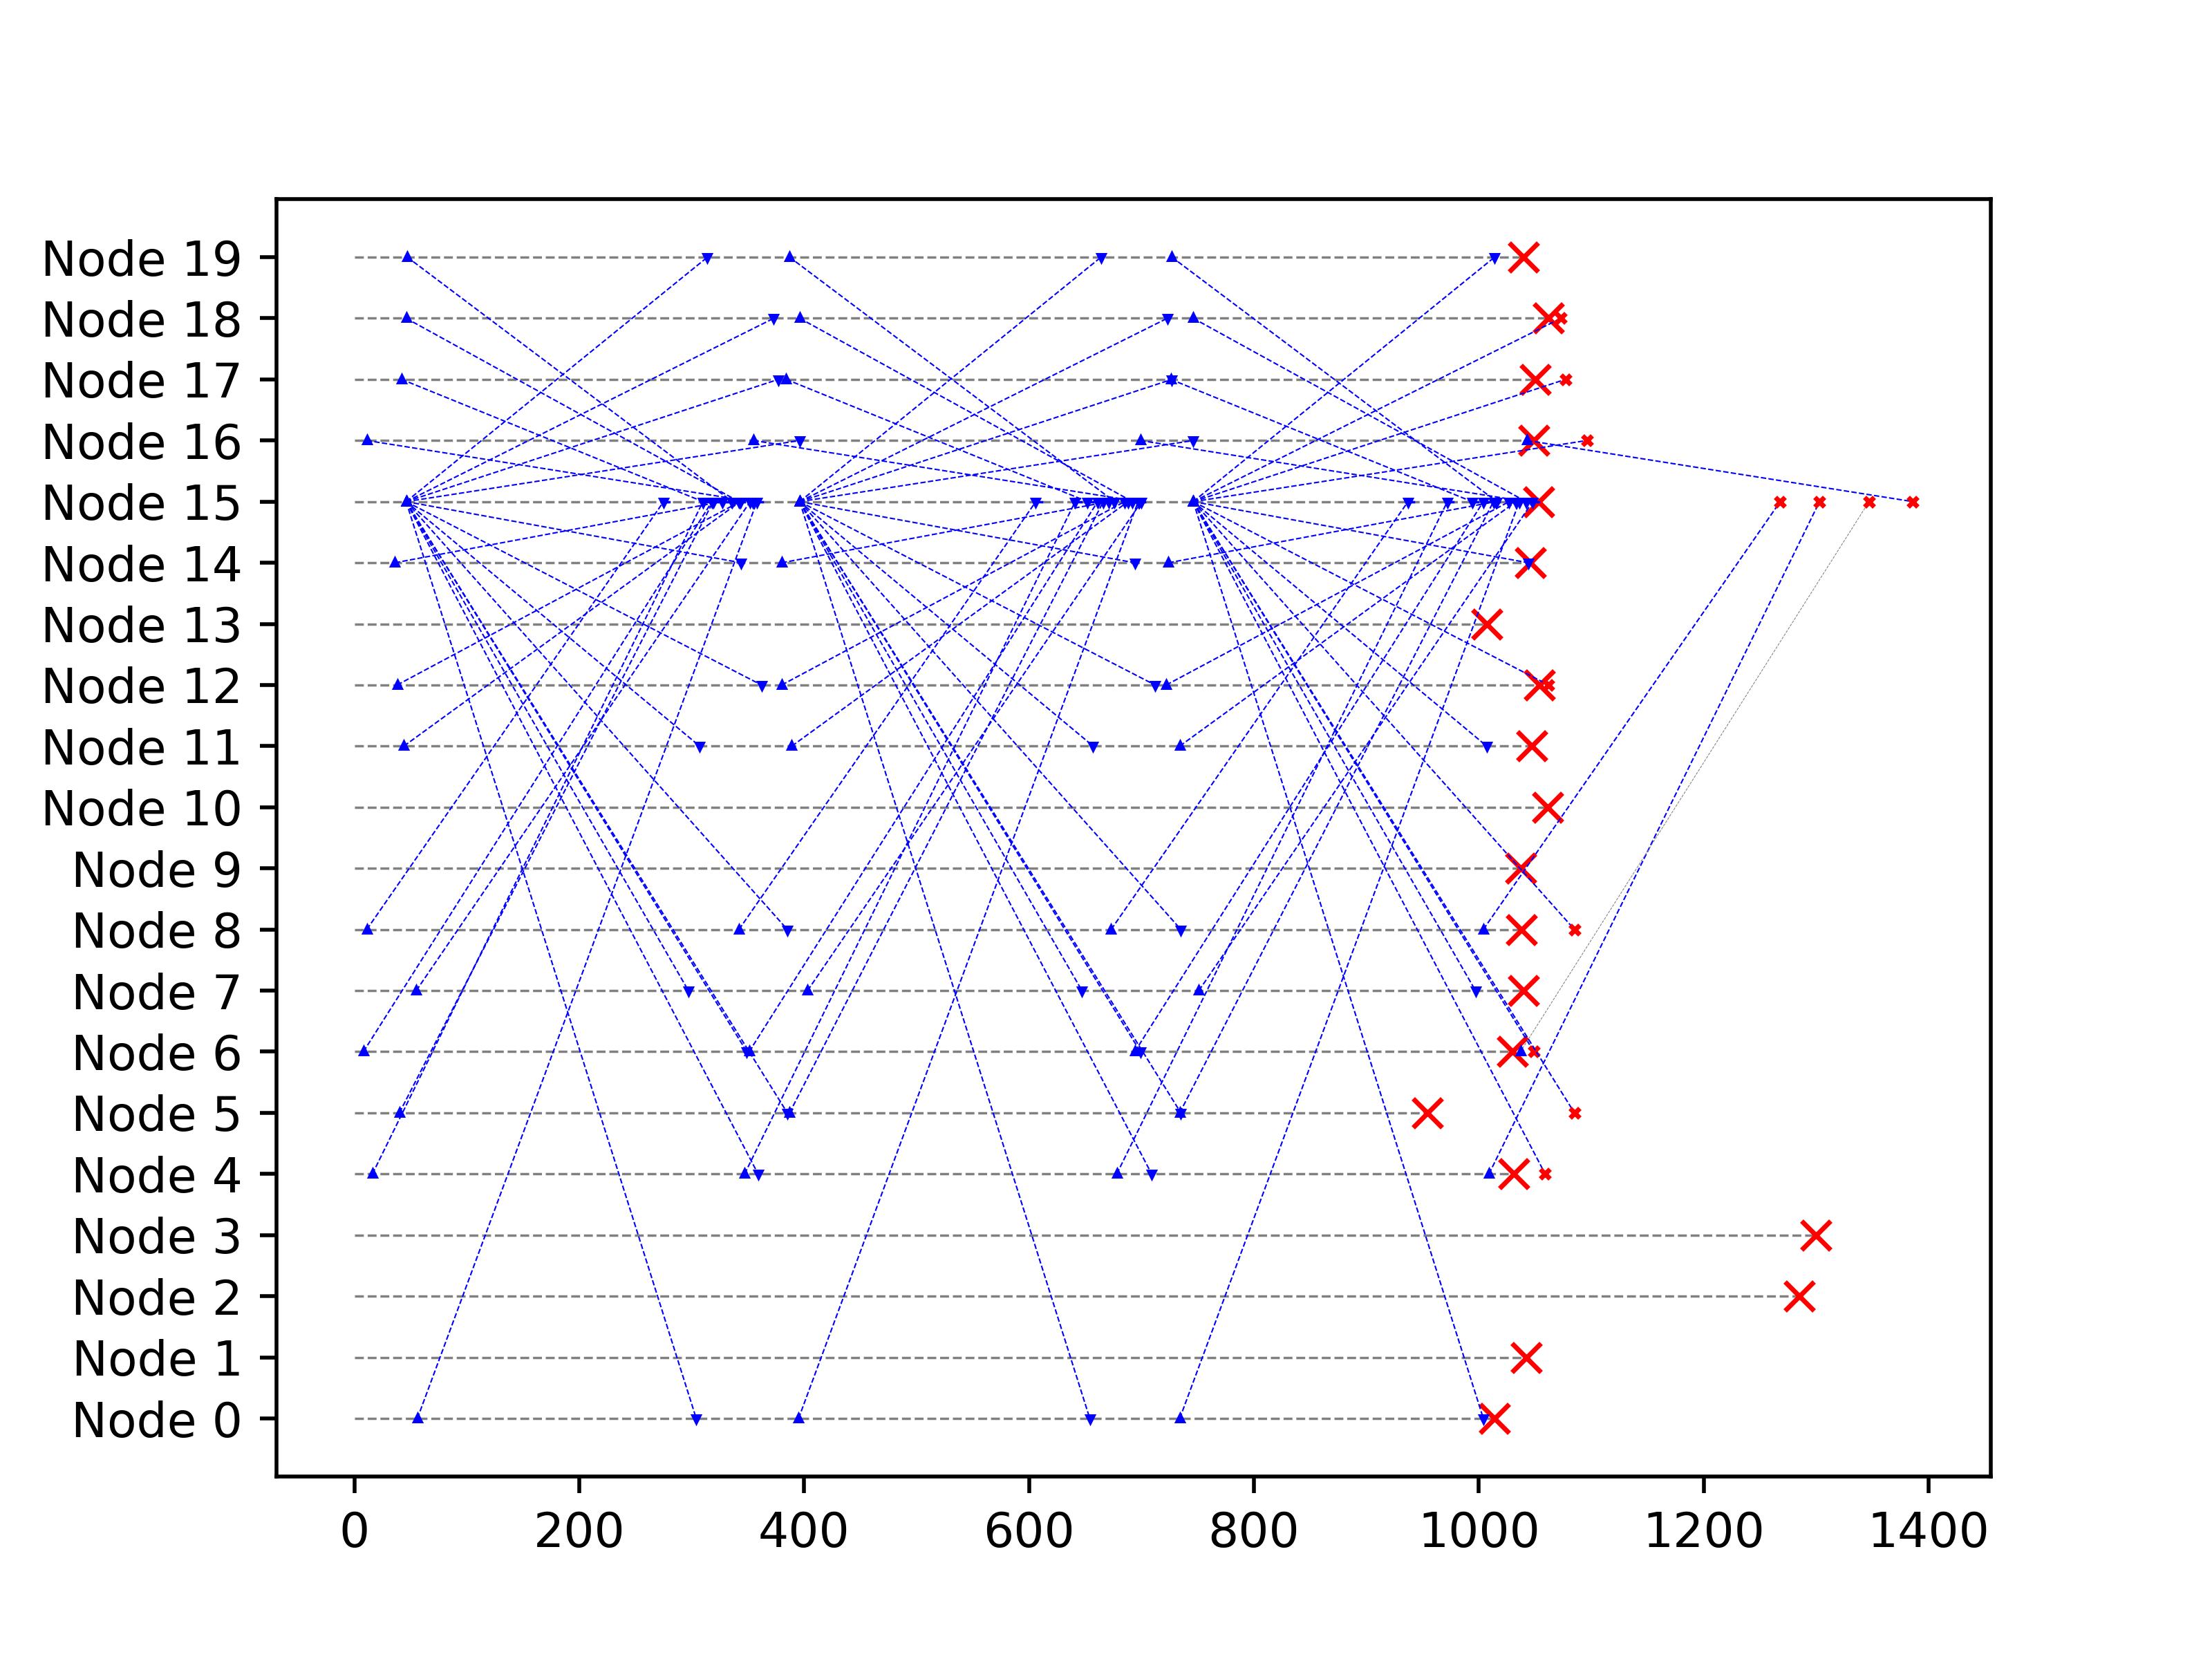 Node 19
Node 18
Node 17
Node 16
Node 15
Node 14
Node 13
Node 12
Node 11
Node 10
Node 9
Node 8
Node 7
Node 6
Node 5
Node 4
Node 3
Node 2
Node 1
Node 0
0 200 400 600 800 1000 1200 1400